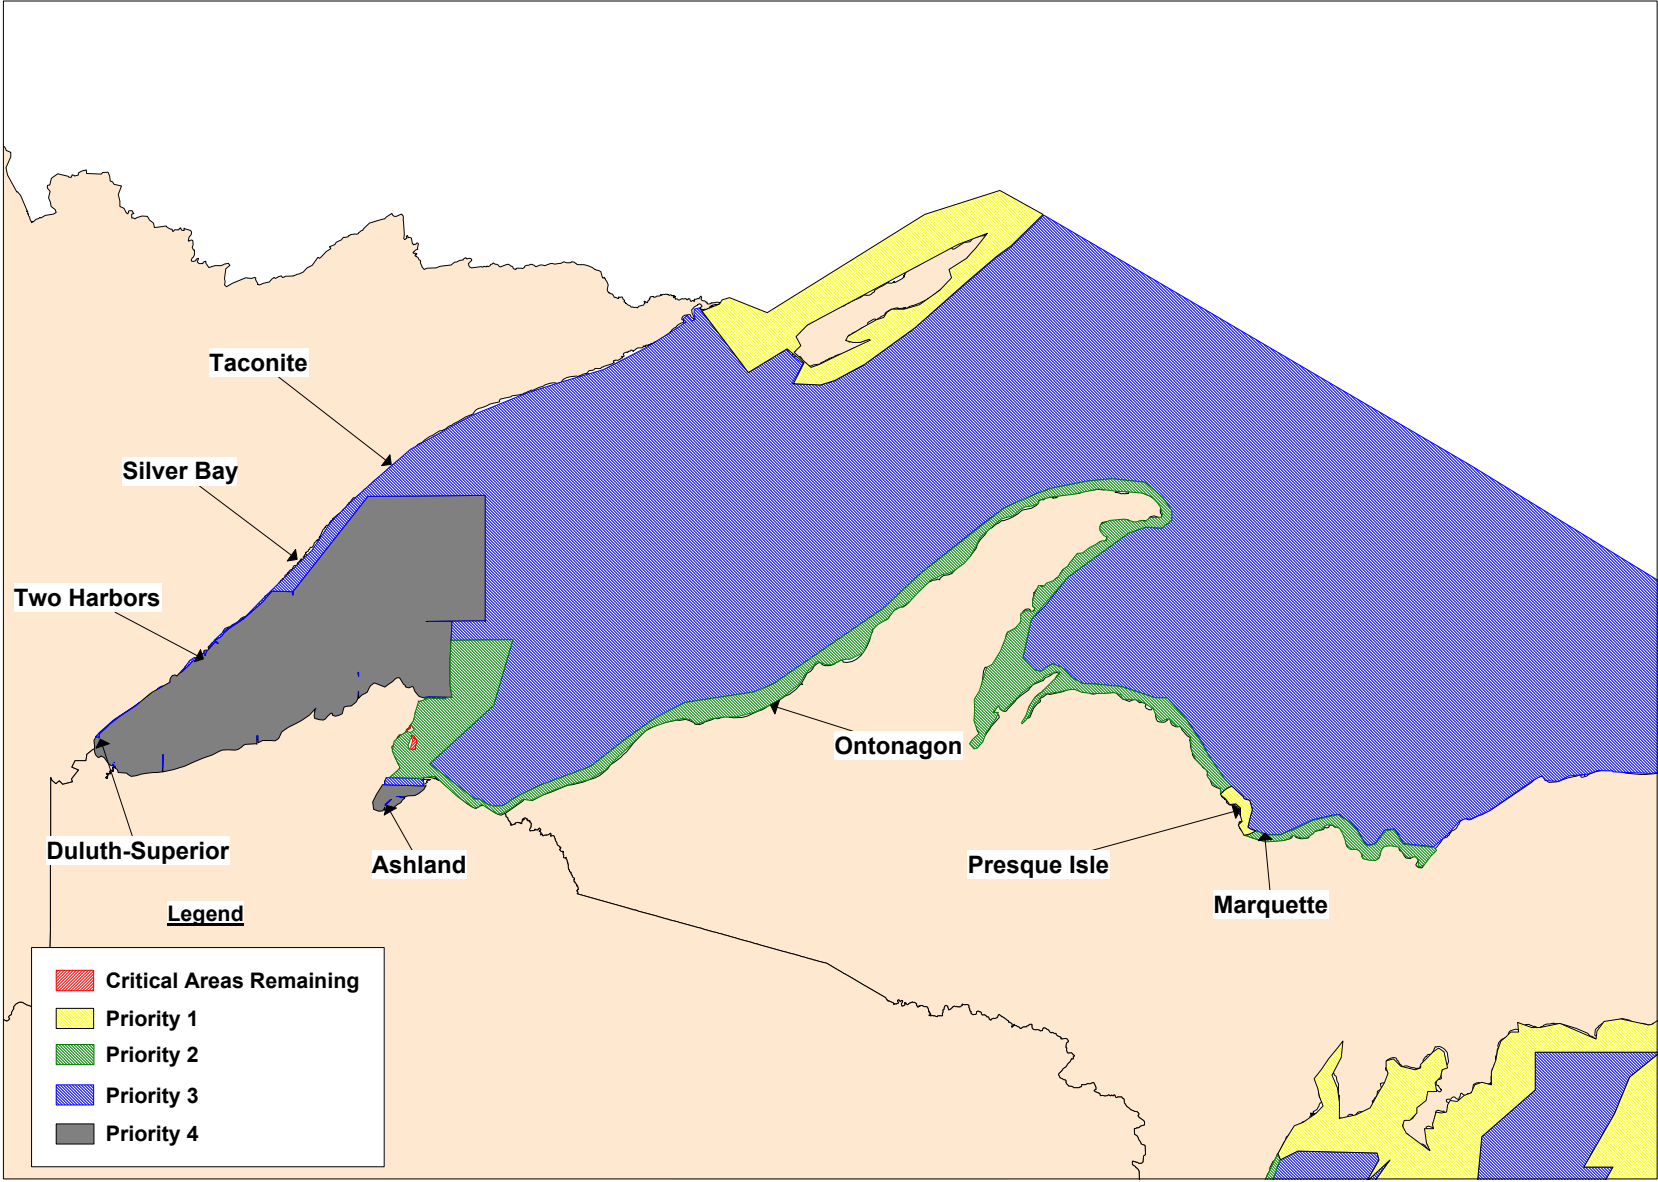 Taconite
Silver Bay
Two Harbors
Ontonagon
Duluth-Superior
Ashland
Presque Isle
Marquette
Legend
Critical Areas Remaining
Priority 1
Priority 2
Priority 3
Priority 4